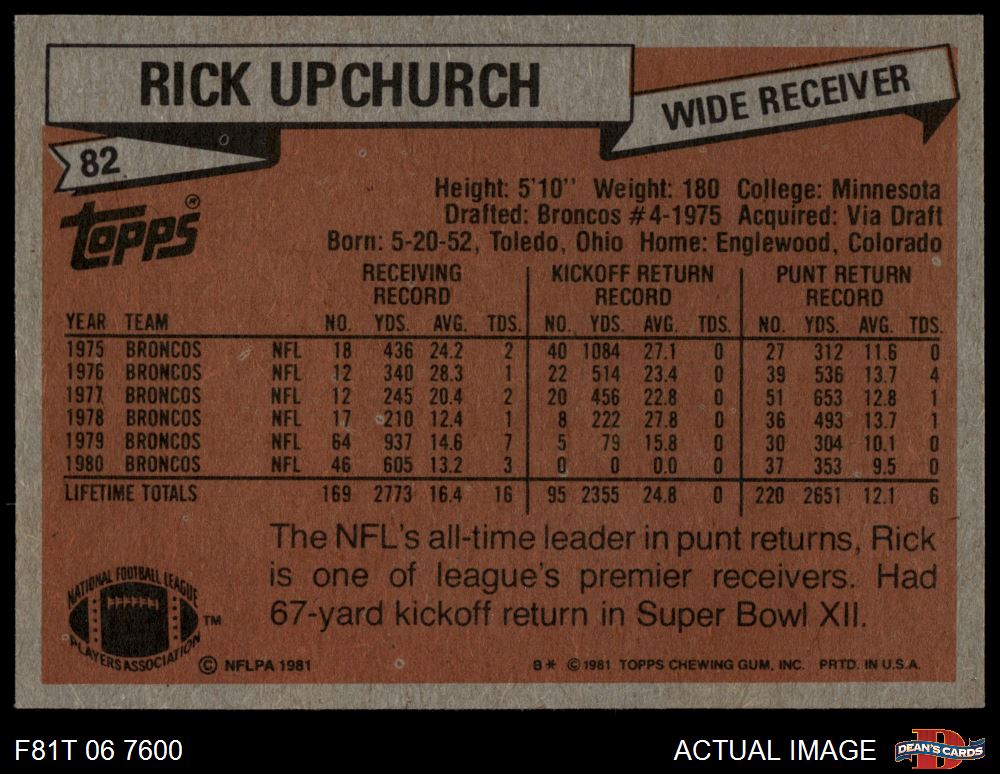 RICK UPCHURCH
WIDE RECEIVER
82
topps®
Height: 5'10'' Weight: 180 College: Minnesota
Drafted: Broncos #4-1975 Acquired: Via Draft
Born: 5-20-52, Toledo, Ohio Home: Englewood, Colorado
RECEIVING RECORD KICKOFF RETURN RECORD PUNT RETURN RECORD
YEAR TEAM NO. YDS. AVG. TDS. NO. YDS. AVG. TDS. NO. YDS. AVG. TDS.
1975 BRONCOS NFL 18 436 24.2 2 40 1084 27.1 0 27 312 11.6 0
1976 BRONCOS NFL 12 340 28.3 1 22 514 23.4 0 39 536 13.7 4
1977 BRONCOS NFL 12 245 20.4 2 20 456 22.8 0 51 653 12.8 1
1978 BRONCOS NFL 17 210 12.4 1 8 222 27.8 0 36 493 13.7 1
1979 BRONCOS NFL 64 937 14.6 7 5 79 15.8 0 30 304 10.1 0
1980 BRONCOS NFL 46 605 13.2 3 0 0 0.0 0 37 353 9.5 0
LIFETIME TOTALS 169 2773 16.4 16 95 2355 24.8 0 220 2651 12.1 6
The NFL's all-time leader in punt returns, Rick
is one of league's premier receivers. Had
67-yard kickoff return in Super Bowl XII.
NATIONAL FOOTBALL LEAGUE
PLAYERS ASSOCIATION
TM
© NFLPA 1981
B* © 1981 TOPPS CHEWING GUM, INC. PRTD. IN U.S.A.
F81T 06 7600
ACTUAL IMAGE
DEAN'S CARDS